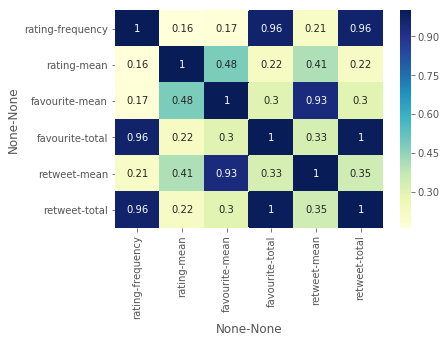 rating-frequency 1 0.16 0.17 0.96 0.21 0.96 0.90
rating-mean 0.16 1 0.48 0.22 0.41 0.22 0.75
favourite-mean 0.17 0.48 1 0.3 0.93 0.3 0.60
favourite-total 0.96 0.22 0.3 1 0.33 1 0.45
retweet-mean 0.21 0.41 0.93 0.33 1 0.35 0.30
retweet-total 0.96 0.22 0.3 1 0.35 1
None-None
rating-frequency
rating-mean
favourite-mean
favourite-total
retweet-mean
retweet-total
None-None